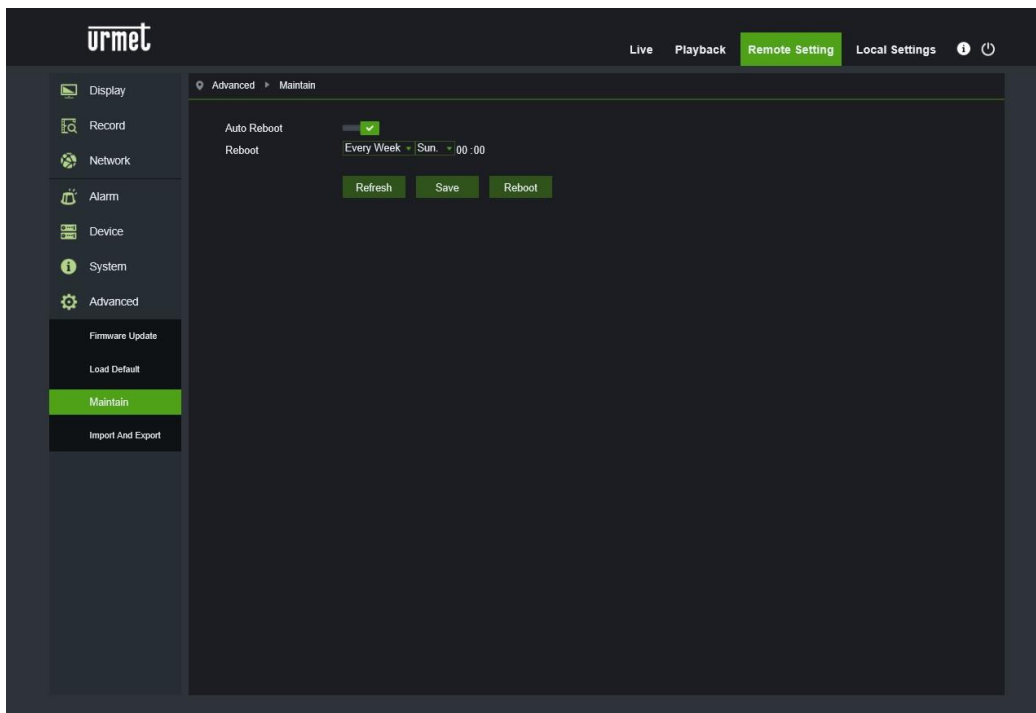 urmet
Live Playback Remote Setting Local Settings
Display
Record
Network
Alarm
Device
System
Advanced
Firmware Update
Load Default
Maintain
Import And Export
Advanced Maintain
Auto Reboot
Reboot Every Week Sun. 00 :00
Refresh Save Reboot